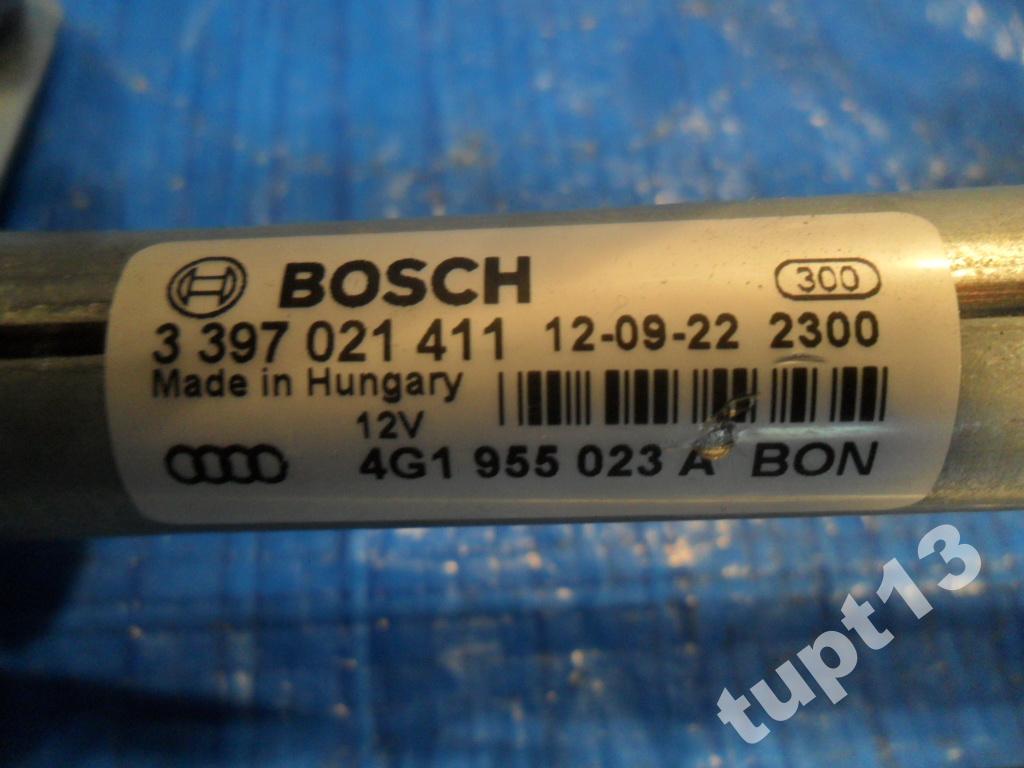 BOSCH 300
3 397 021 411 12-09-22 2300
Made in Hungary
12V
4G1 955 023 A BON
tupt13